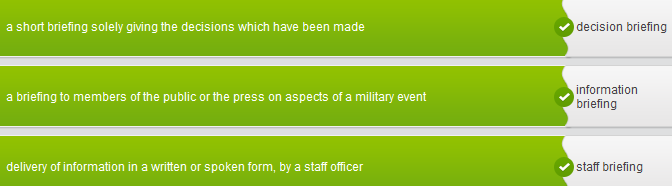 a short briefing solely giving the decisions which have been made
decision briefing
a briefing to members of the public or the press on aspects of a military event
information
briefing
delivery of information in a written or spoken form, by a staff officer
staff briefing